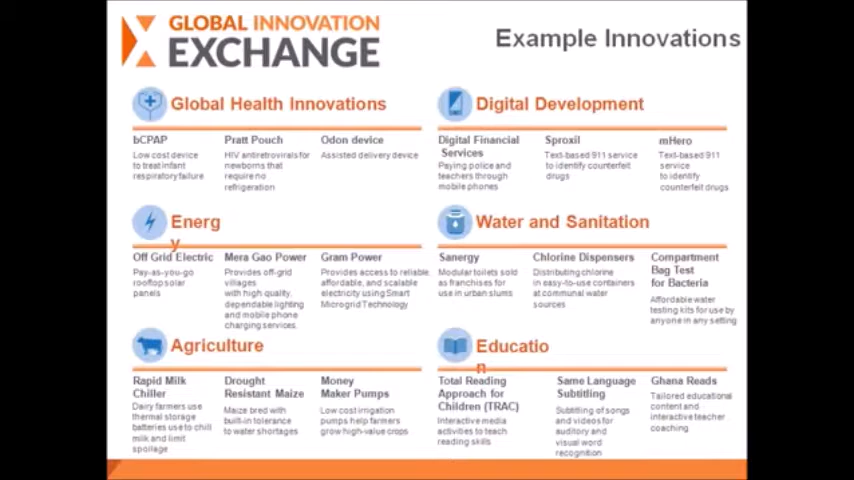 GLOBAL INNOVATION
EXCHANGE
Example Innovations
Global Health Innovations
bCPAP
Low cost device
to treat infant
respiratory failure
Pratt Pouch
HIV antiretrovirals for
newborns that
require no
refrigeration
Odon device
Assisted delivery device
Digital Development
Digital Financial
Services
Paying police and
teachers through
mobile phones
Sproxil
Text-based 911 service
to identify counterfeit
drugs
mHero
Text-based 911
service
to identify
counterfeit drugs
Energ
y
Off Grid Electric
Pay-as-you-go
rooftop solar
panels
Mera Gao Power
Provides off-grid
villages
with high quality,
dependable lighting
and mobile phone
charging services.
Gram Power
Provides access to reliable,
affordable, and scalable
electricity using Smart
Microgrid Technology
Water and Sanitation
Sanergy
Modular toilets sold
as franchises for
use in urban slums
Chlorine Dispensers
Distributing chlorine
in easy-to-use containers
at communal water
sources
Compartment
Bag Test
for Bacteria
Affordable water
testing kits for use by
anyone in any setting
Agriculture
Rapid Milk
Chiller
Dairy farmers use
thermal storage
batteries use to chill
milk and limit
spoilage
Drought
Resistant Maize
Maize bred with
built-in tolerance
to water shortages
Money
Maker Pumps
Low cost irrigation
pumps help farmers
grow high-value crops
Educatio
n
Total Reading
Approach for
Children (TRAC)
Interactive media
activities to teach
reading skills
Same Language
Subtitling
Subtitling of songs
and videos for
auditory and
visual word
recognition
Ghana Reads
Tailored educational
content and
interactive teacher
coaching